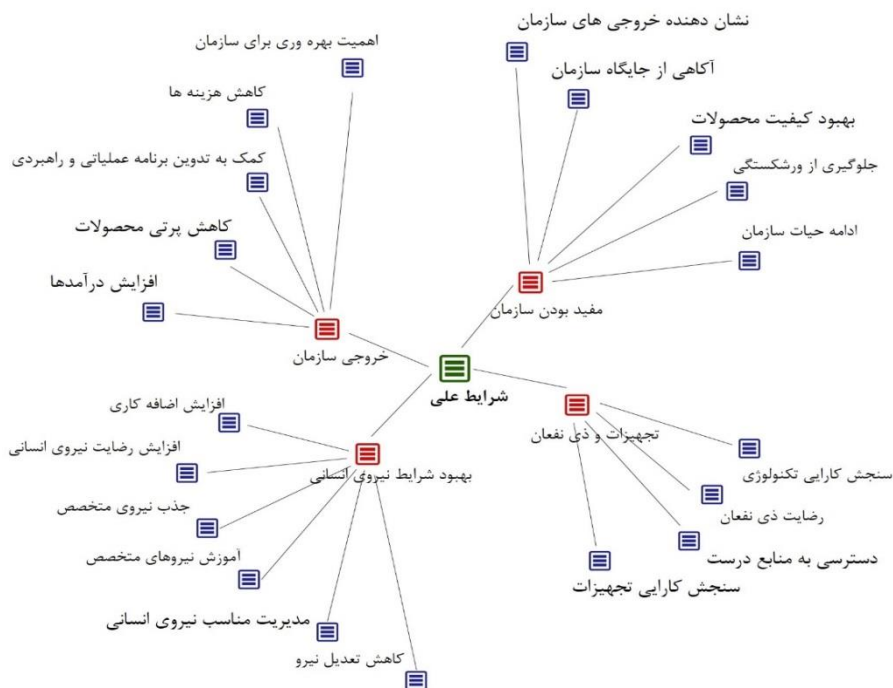 نشان دهنده خروجی های سازمان
اهمیت بهره وری برای سازمان
آکاهی از جایگاه سازمان
کاهش هزینه ها
بهبود کیفیت محصولات
کمک به تدوین برنامه عملیاتی و راهبردی
جلوگیری از ورشکستگی
کاهش پرتی محصولات
ادامه حیات سازمان
افزایش درآمدها
مفید بودن سازمان
خروجی سازمان
شرایط علی
افزایش اضافه کاری
تجهیزات و ذی نفعان
افزایش رضایت نیروی انسانی
بهبود شرایط نیروی انسانی
سنجش کارایی تکنولوژی
جذب نیروی متخصص
رضایت ذی نفعان
آموزش نیروهای متخصص
دسترسی به منابع درست
سنجش کارایی تجهیزات
مدیریت مناسب نیروی انسانی
کاهش تعدیل نیرو